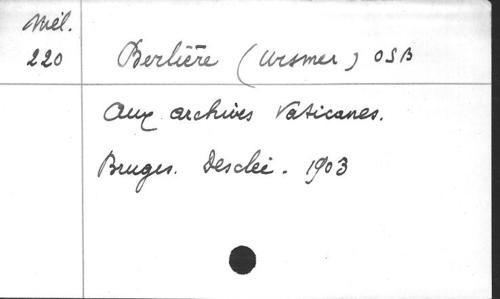 Mél.
220
Berlière (Ursmer) OSB
Aux archives Vaticanes.
Bruges. Desclée. 1903